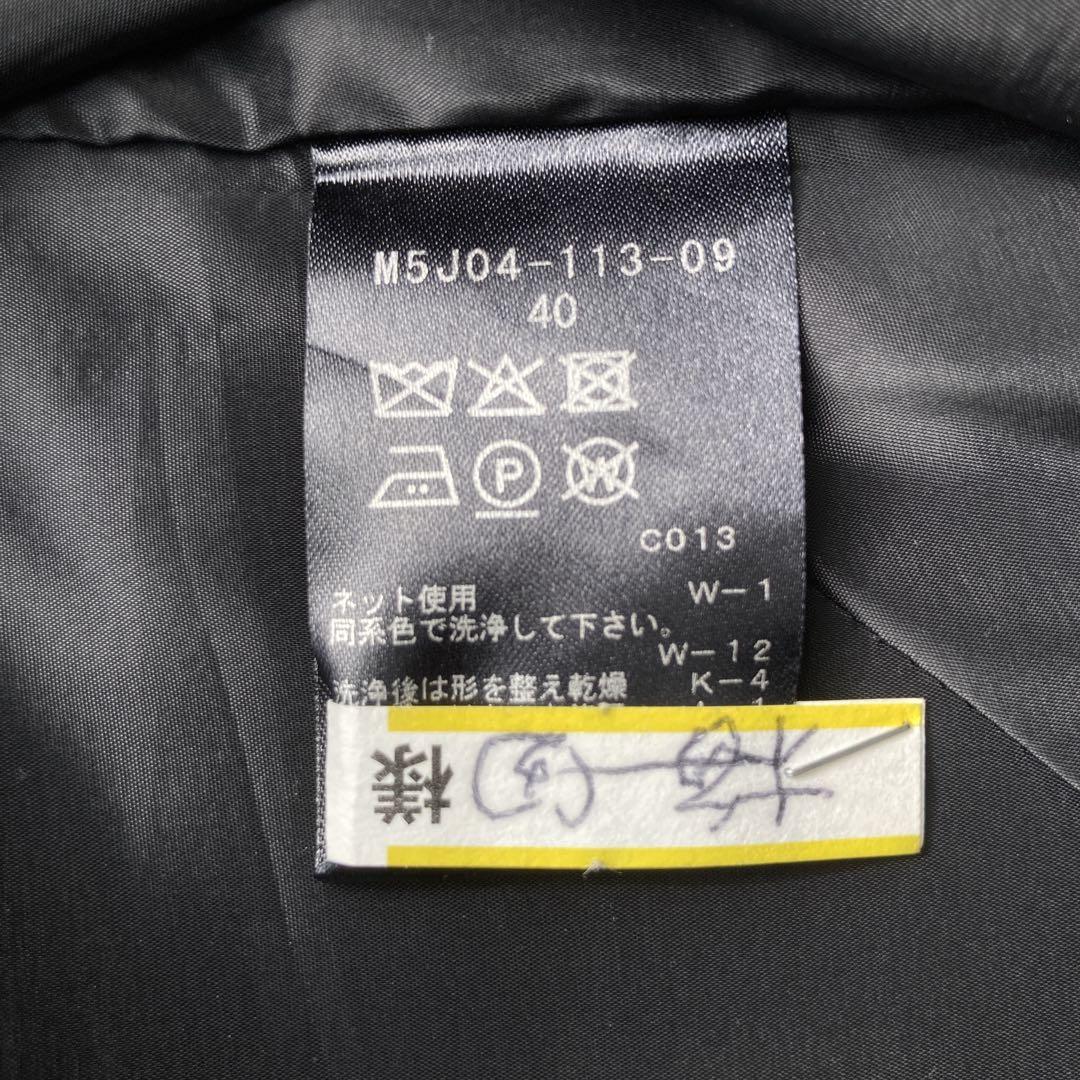 M5J04-113-09
40
P
W
C013
ネット使用 W-1
同系色で洗浄して下さい。
W-12
洗浄後は形を整え乾燥 K-4
様